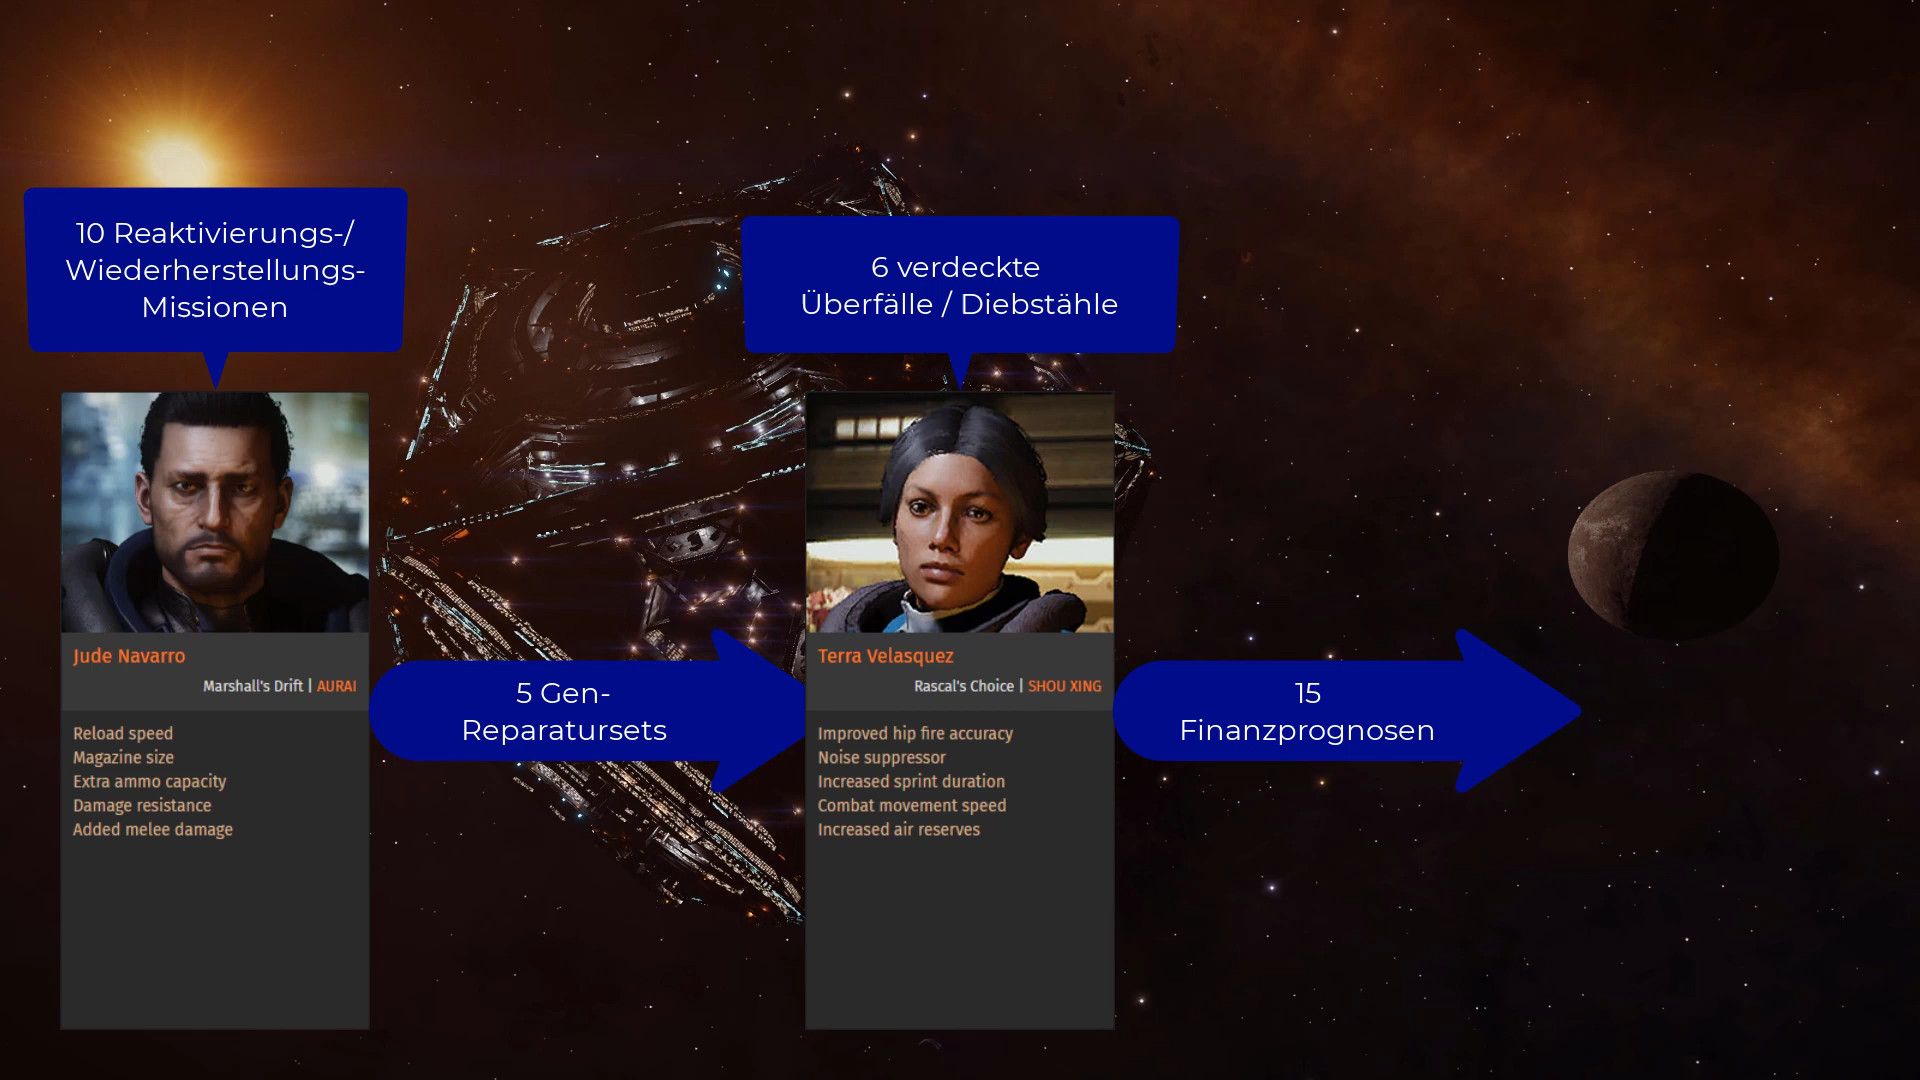 10 Reaktivierungs-/
Wiederherstellungs-
Missionen
Jude Navarro
Marshall's Drift | AURAI
Reload speed
Magazine size
Extra ammo capacity
Damage resistance
Added melee damage
5 Gen-
Reparatursets
6 verdeckte
Überfälle / Diebstähle
Terra Velasquez
Rascal's Choice | SHOU XING
Improved hip fire accuracy
Noise suppressor
Increased sprint duration
Combat movement speed
Increased air reserves
15
Finanzprognosen